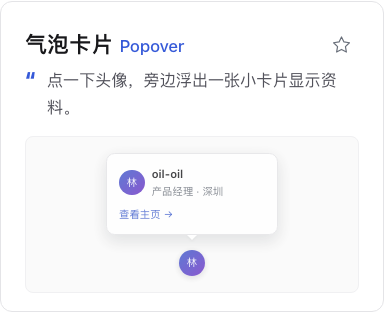 气泡卡片 Popover
“ 点一下头像，旁边浮出一张小卡片显示资
料。
林
oil-oil
产品经理 · 深圳
查看主页 →
林